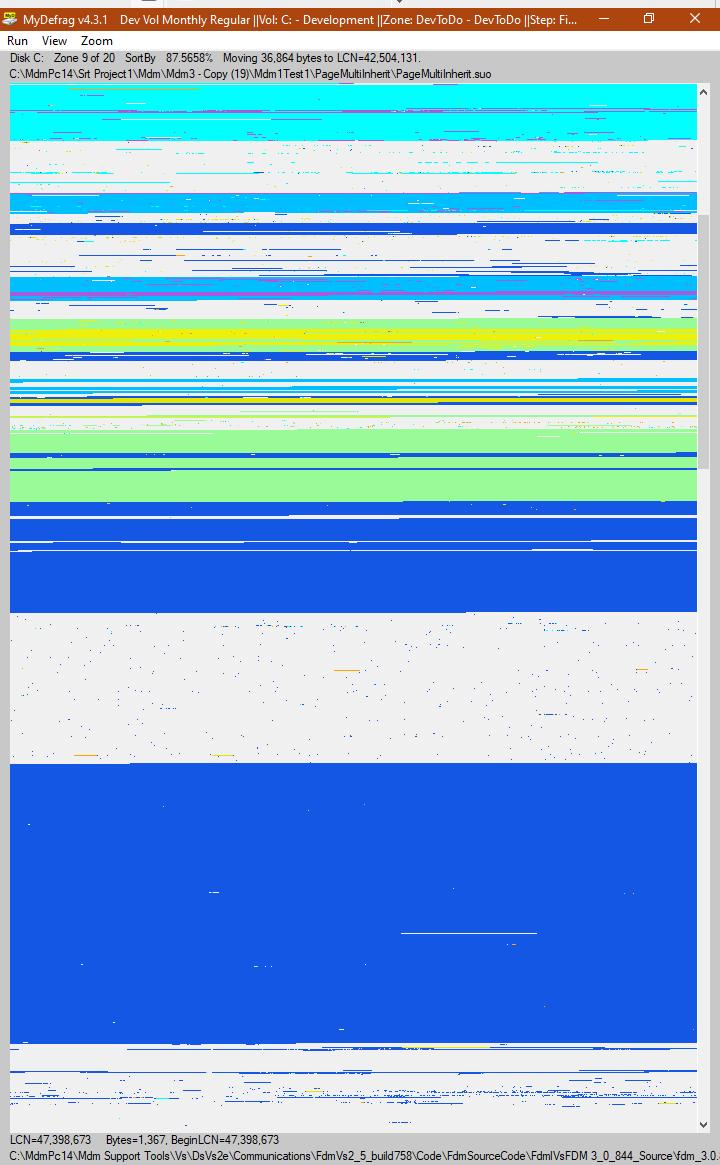 MyDefrag v4.3.1 Dev Vol Monthly Regular ||Vol: C: - Development ||Zone: DevToDo - DevToDo ||Step: Fi...
Run View Zoom
Disk C: Zone 9 of 20 SortBy 87.5658% Moving 36,864 bytes to LCN=42,504,131.
C:\MdmPc14\Srt Project1\Mdm\Mdm3 - Copy (19)\Mdm1Test1\PageMultiInherit\PageMultiInherit.suo
LCN=47,398,673 Bytes=1,367, BeginLCN=47,398,673
C:\MdmPc14\Mdm Support Tools\Vs\DsVs2e\Communications\FdmVs2_5_build758\Code\FdmSourceCode\FdmIVsFDM 3_0_844_Source\fdm_3.0.